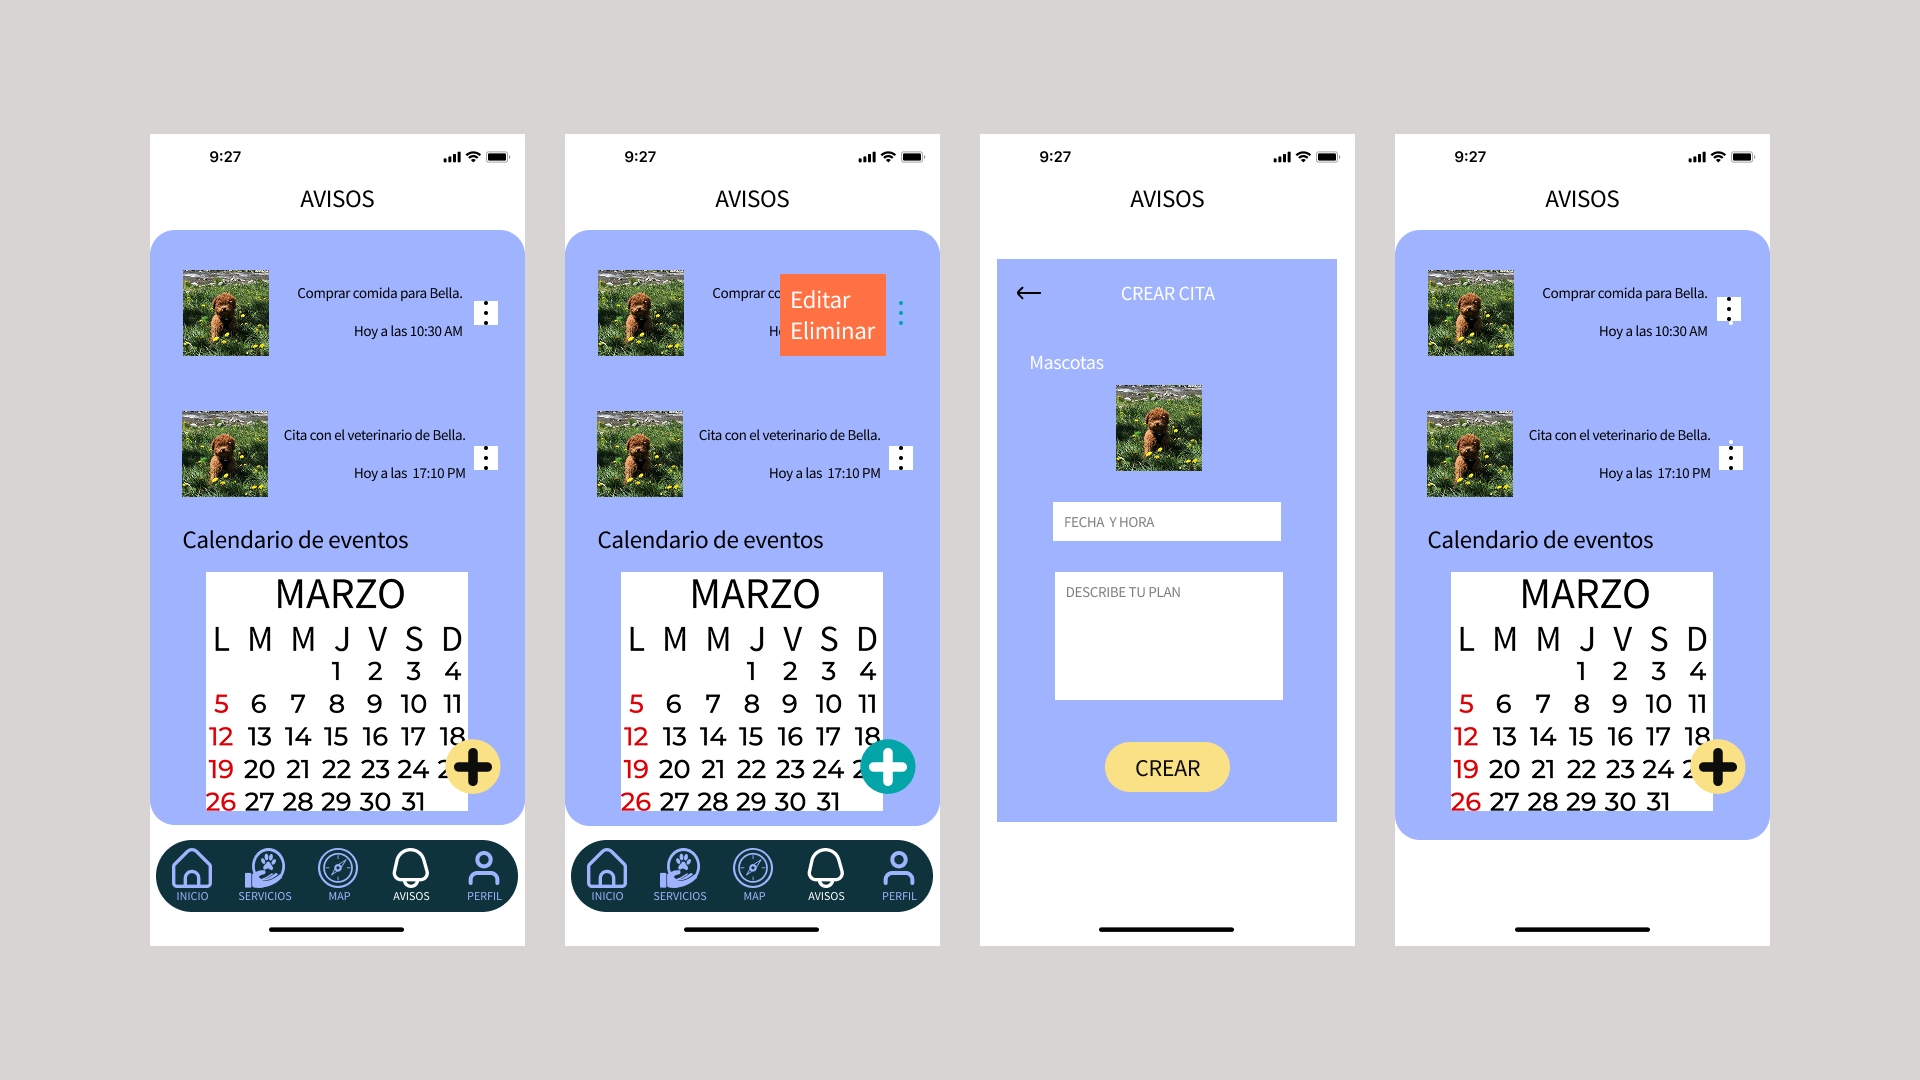 9:27
AVISOS
Comprar comida para Bella.
Hoy a las 10:30 AM
Cita con el veterinario de Bella.
Hoy a las 17:10 PM
Calendario de eventos
MARZO
L M M J V S D
1 2 3 4
5 6 7 8 9 10 11
12 13 14 15 16 17 18
19 20 21 22 23 24
26 27 28 29 30 31
INICIO SERVICIOS MAP AVISOS PERFIL
9:27
AVISOS
Comprar
Editar
Eliminar
Cita con el veterinario de Bella.
Hoy a las 17:10 PM
Calendario de eventos
MARZO
L M M J V S D
1 2 3 4
5 6 7 8 9 10 11
12 13 14 15 16 17 18
19 20 21 22 23 24
26 27 28 29 30 31
INICIO SERVICIOS MAP AVISOS PERFIL
9:27
AVISOS
CREAR CITA
Mascotas
FECHA Y HORA
DESCRIBE TU PLAN
CREAR
9:27
AVISOS
Comprar comida para Bella.
Hoy a las 10:30 AM
Cita con el veterinario de Bella.
Hoy a las 17:10 PM
Calendario de eventos
MARZO
L M M J V S D
1 2 3 4
5 6 7 8 9 10 11
12 13 14 15 16 17 18
19 20 21 22 23 24
26 27 28 29 30 31